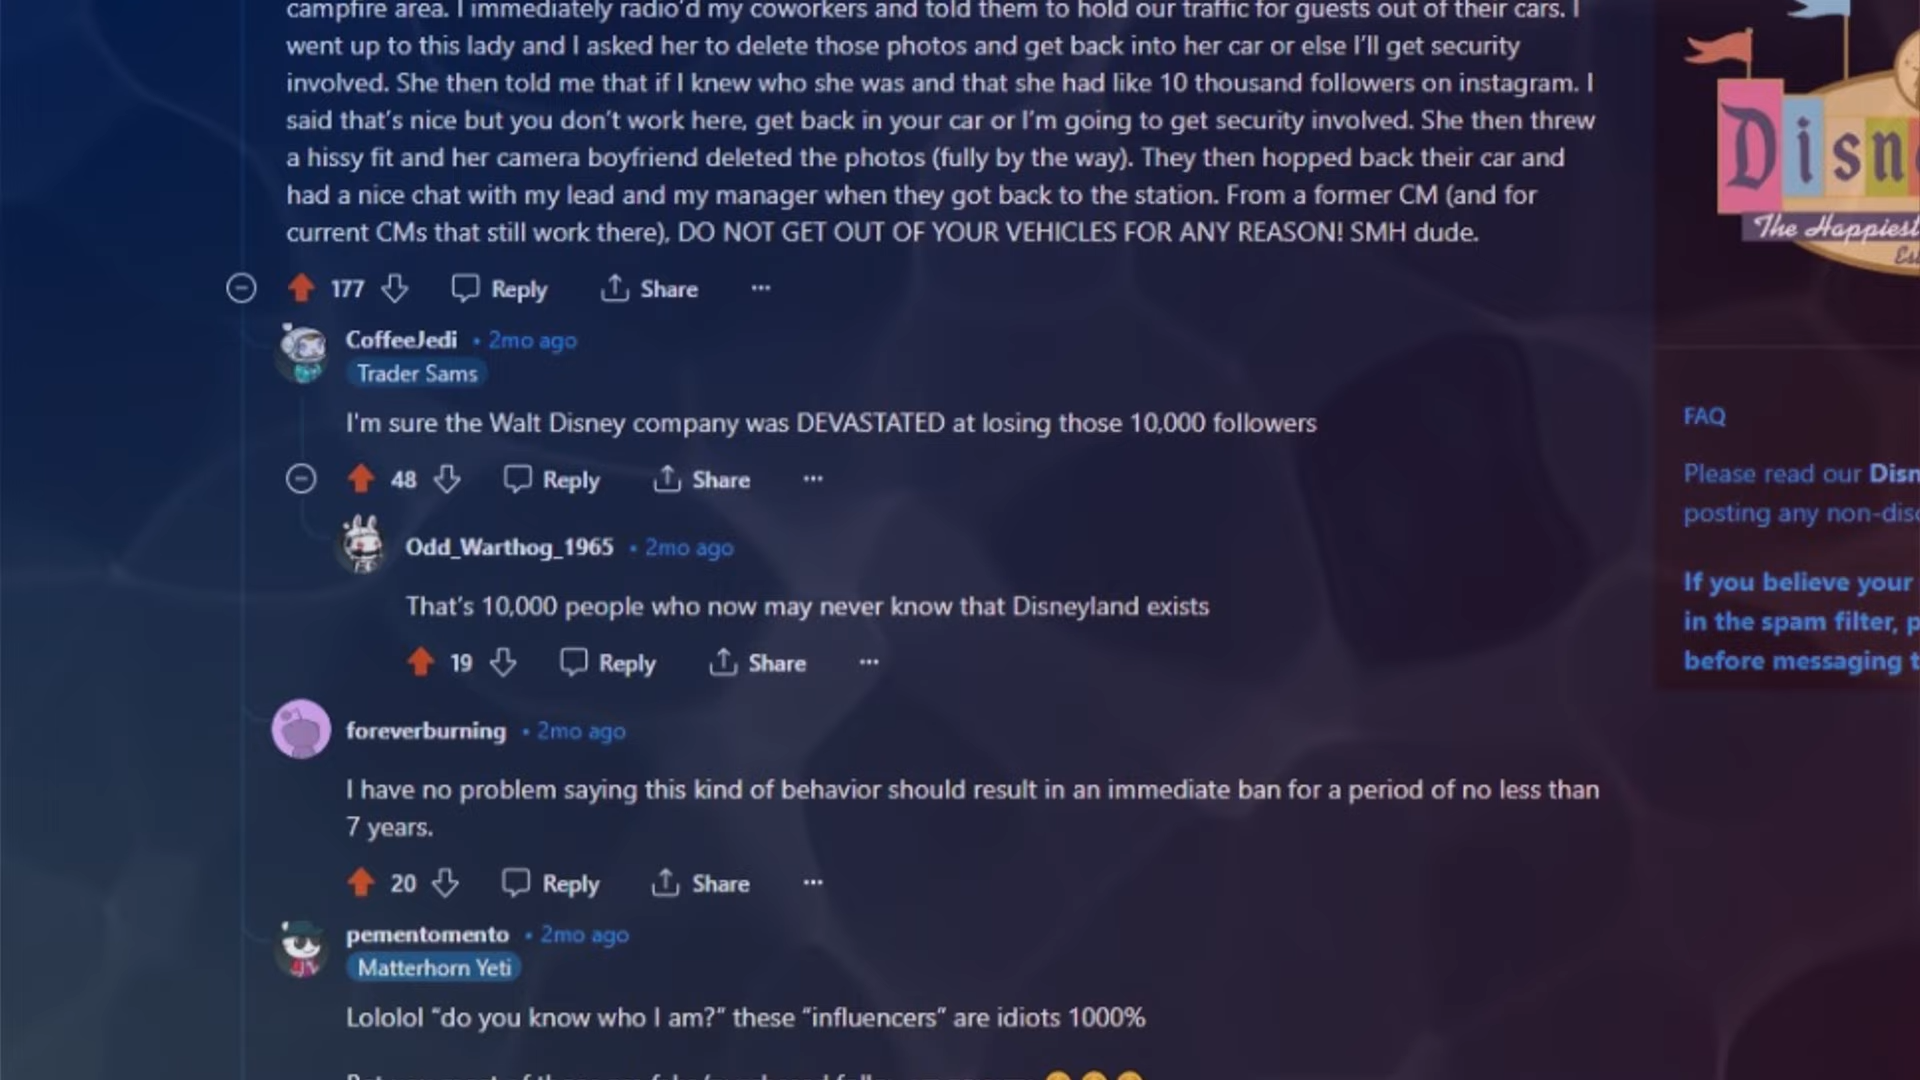 campfire area. I immediately radio'd my coworkers and told them to hold our traffic for guests out of their cars. I
went up to this lady and I asked her to delete those photos and get back into her car or else I'll get security
involved. She then told me that if I knew who she was and that she had like 10 thousand followers on instagram. I
said that's nice but you don't work here, get back in your car or I'm going to get security involved. She then threw
a hissy fit and her camera boyfriend deleted the photos (fully by the way). They then hopped back their car and
had a nice chat with my lead and my manager when they got back to the station. From a former CM (and for
current CMs that still work there), DO NOT GET OUT OF YOUR VEHICLES FOR ANY REASON! SMH dude.
177 Reply Share ...
CoffeeJedi • 2mo ago
Trader Sams
I'm sure the Walt Disney company was DEVASTATED at losing those 10,000 followers
48 Reply Share ...
Odd_Warthog_1965 • 2mo ago
That's 10,000 people who now may never know that Disneyland exists
19 Reply Share ...
foreverburning • 2mo ago
I have no problem saying this kind of behavior should result in an immediate ban for a period of no less than
7 years.
20 Reply Share ...
pementomento • 2mo ago
Matterhorn Yeti
Lololol “do you know who I am?” these “influencers” are idiots 1000%
Disn
The Happiest
FAQ
Please read our Disn
posting any non-dis
If you believe your
in the spam filter, p
before messaging t